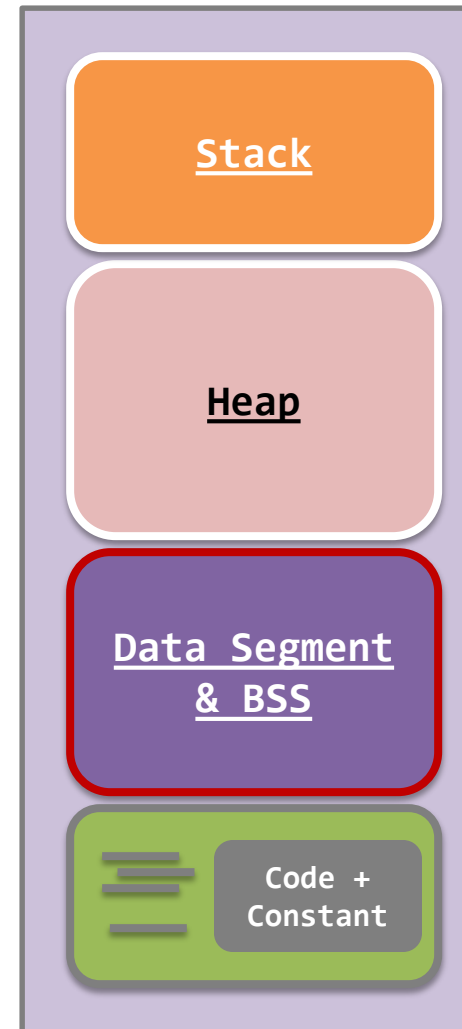 Stack
Heap
Data Segment
& BSS
Code +
Constant